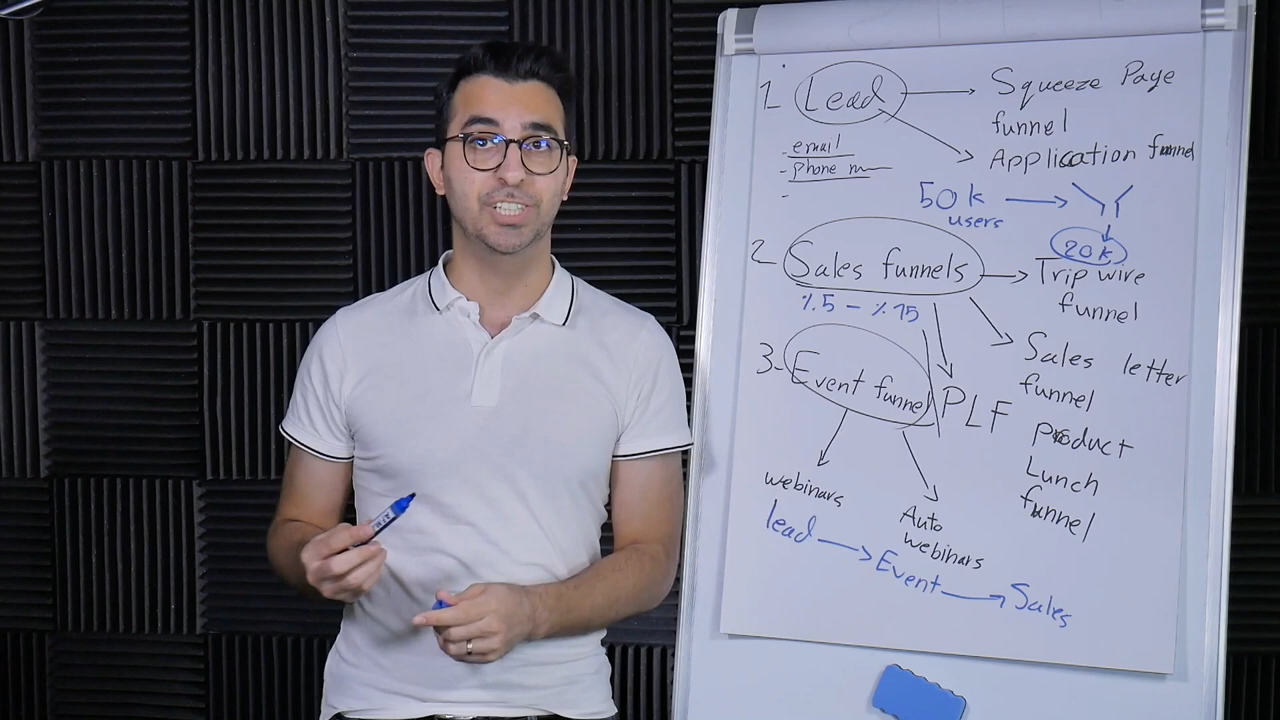 1 Lead
Squeeze Page
funnel
Application funnel
- email
- Phone n
50k
users
20k
2- Sales funnels
Trip wire
funnel
%5 - %15
Sales letter
funnel
PLF
Product
Lunch
funnel
3- Event funnel
webinars
Auto
webinars
lead → Event → Sales